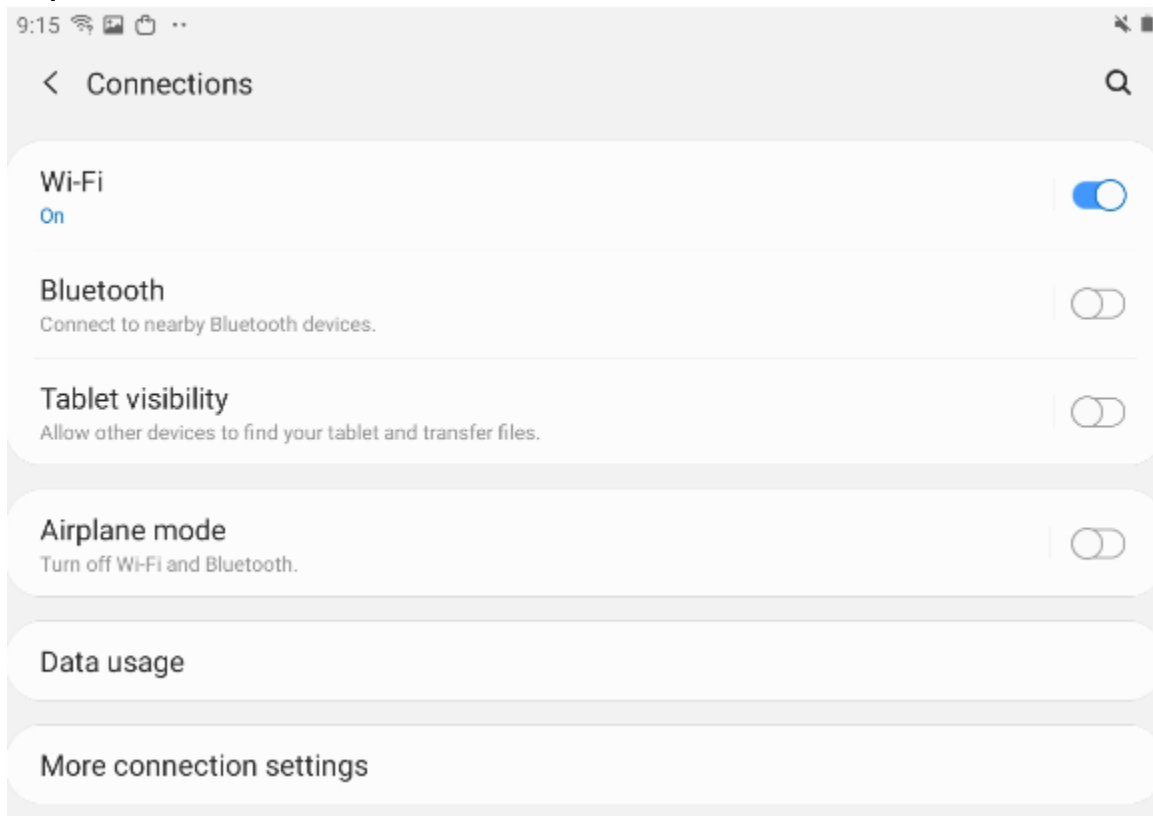 9:15
Connections
Wi-Fi
On
Bluetooth
Connect to nearby Bluetooth devices.
Tablet visibility
Allow other devices to find your tablet and transfer files.
Airplane mode
Turn off Wi-Fi and Bluetooth.
Data usage
More connection settings